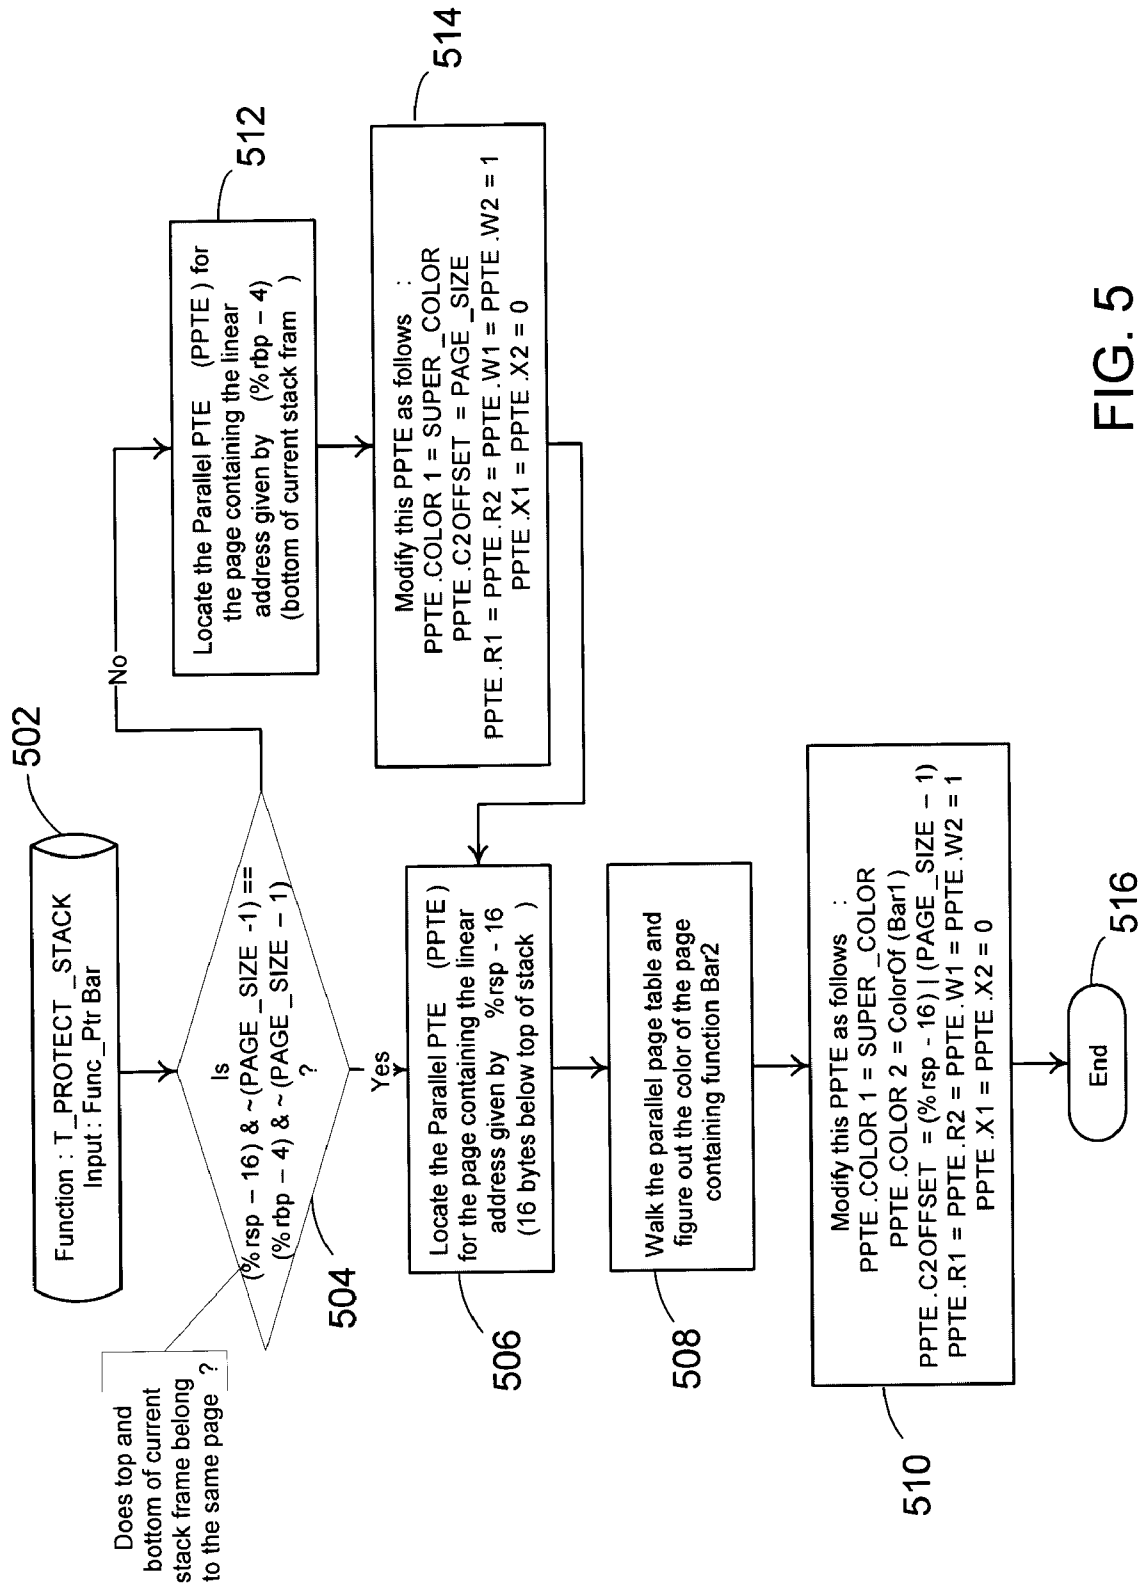 502
Function : T_PROTECT_STACK
Input : Func_Ptr Bar
Does top and
bottom of current
stack frame belong
to the same page ?
Is
(%rsp – 16) & ~(PAGE_SIZE -1) ==
(%rbp – 4) & ~(PAGE_SIZE – 1)
?
504
No
Yes
512
Locate the Parallel PTE (PPTE ) for
the page containing the linear
address given by (%rbp – 4)
(bottom of current stack fram )
514
Modify this PPTE as follows :
PPTE .COLOR 1 = SUPER _COLOR
PPTE .C2OFFSET = PAGE _SIZE
PPTE .R1 = PPTE .R2 = PPTE .W1 = PPTE .W2 = 1
PPTE .X1 = PPTE .X2 = 0
506
Locate the Parallel PTE (PPTE )
for the page containing the linear
address given by %rsp - 16
(16 bytes below top of stack )
508
Walk the parallel page table and
figure out the color of the page
containing function Bar2
510
Modify this PPTE as follows :
PPTE .COLOR 1 = SUPER _COLOR
PPTE .COLOR 2 = ColorOf (Bar1)
PPTE .C2OFFSET = (%rsp - 16) | (PAGE _SIZE – 1)
PPTE .R1 = PPTE .R2 = PPTE .W1 = PPTE .W2 = 1
PPTE .X1 = PPTE .X2 = 0
516
End
FIG. 5